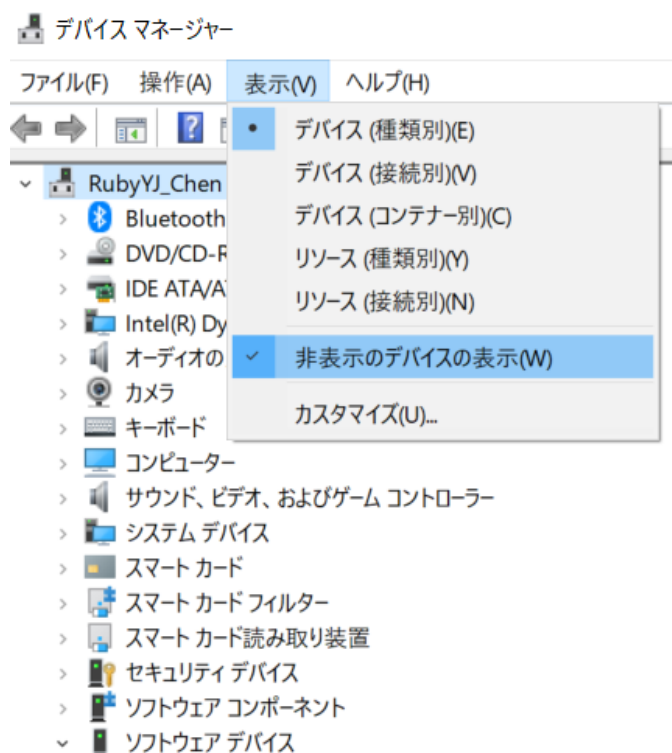 デバイス マネージャー
ファイル(F) 操作(A) 表示(V) ヘルプ(H)
デバイス (種類別)(E)
デバイス (接続別)(V)
デバイス (コンテナー別)(C)
リソース (種類別)(Y)
リソース (接続別)(N)
非表示のデバイスの表示(W)
カスタマイズ(U)...
RubyYJ_Chen
Bluetooth
DVD/CD-R
IDE ATA/A
Intel(R) Dy
オーディオの
カメラ
キーボード
コンピューター
サウンド、ビデオ、およびゲーム コントローラー
システム デバイス
スマート カード
スマート カード フィルター
スマート カード読み取り装置
セキュリティ デバイス
ソフトウェア コンポーネント
ソフトウェア デバイス